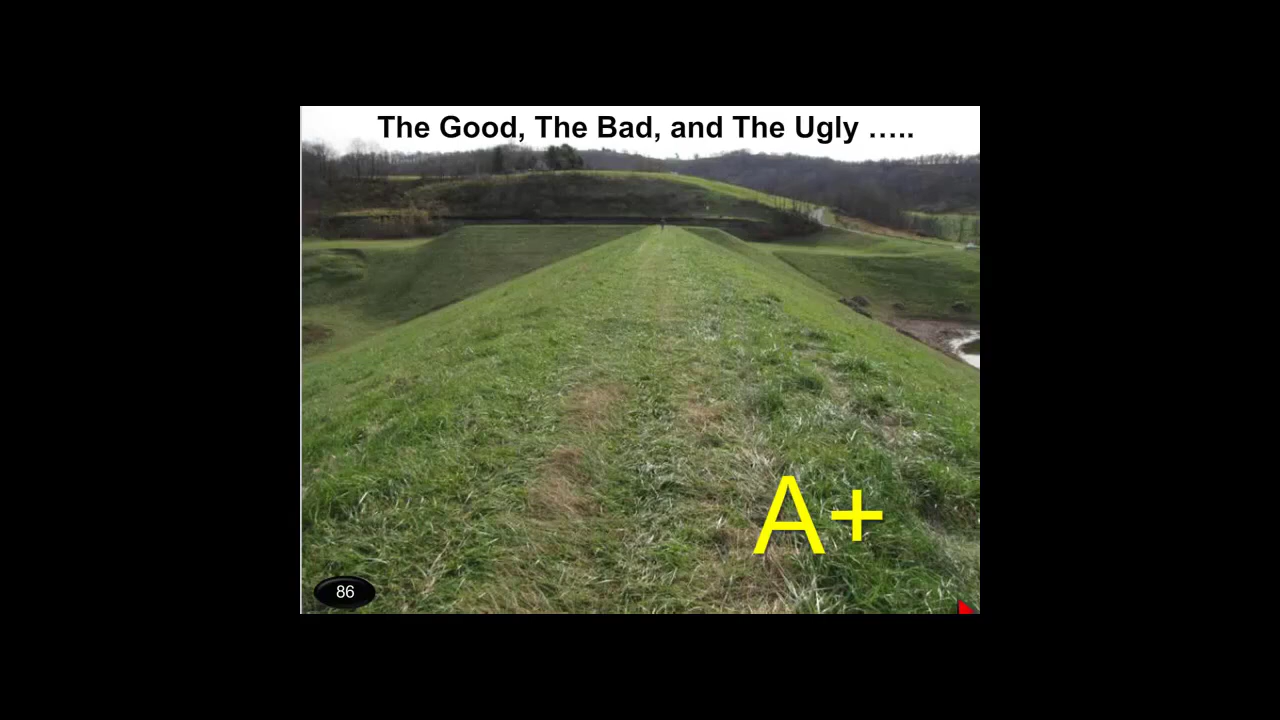 The Good, The Bad, and The Ugly …..
A+
86